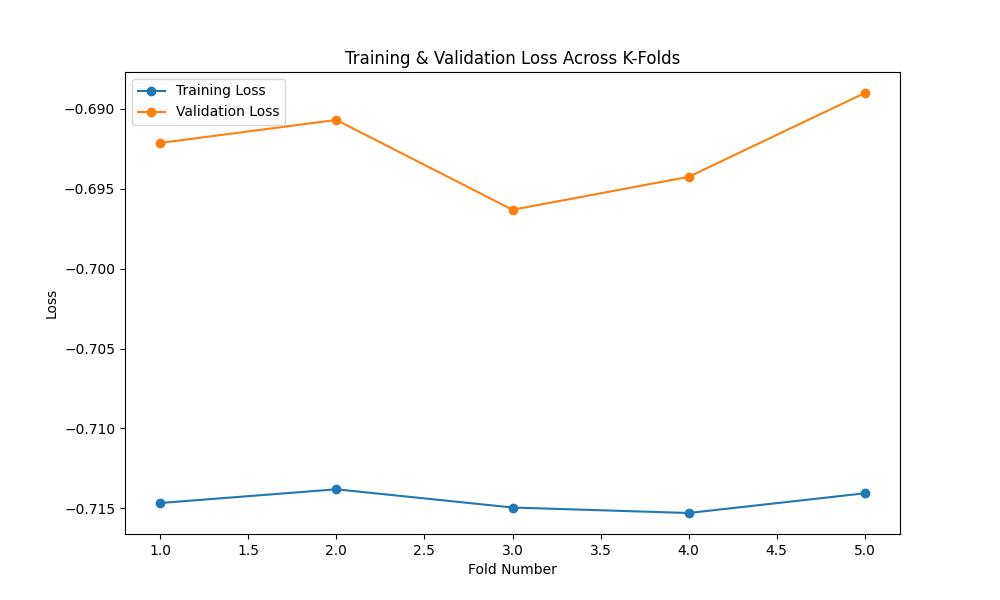 Training & Validation Loss Across K-Folds
Training Loss
Validation Loss
−0.690
−0.695
−0.700
−0.705
−0.710
−0.715
Loss
1.0 1.5 2.0 2.5 3.0 3.5 4.0 4.5 5.0
Fold Number